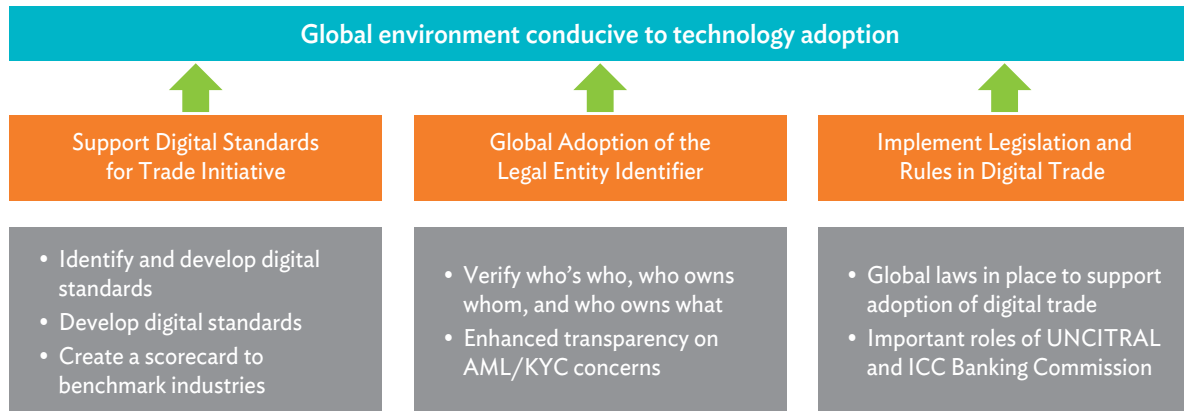 Global environment conducive to technology adoption
Support Digital Standards
for Trade Initiative
• Identify and develop digital
standards
• Develop digital standards
• Create a scorecard to
benchmark industries
Global Adoption of the
Legal Entity Identifier
• Verify who's who, who owns
whom, and who owns what
• Enhanced transparency on
AML/KYC concerns
Implement Legislation and
Rules in Digital Trade
• Global laws in place to support
adoption of digital trade
• Important roles of UNCITRAL
and ICC Banking Commission